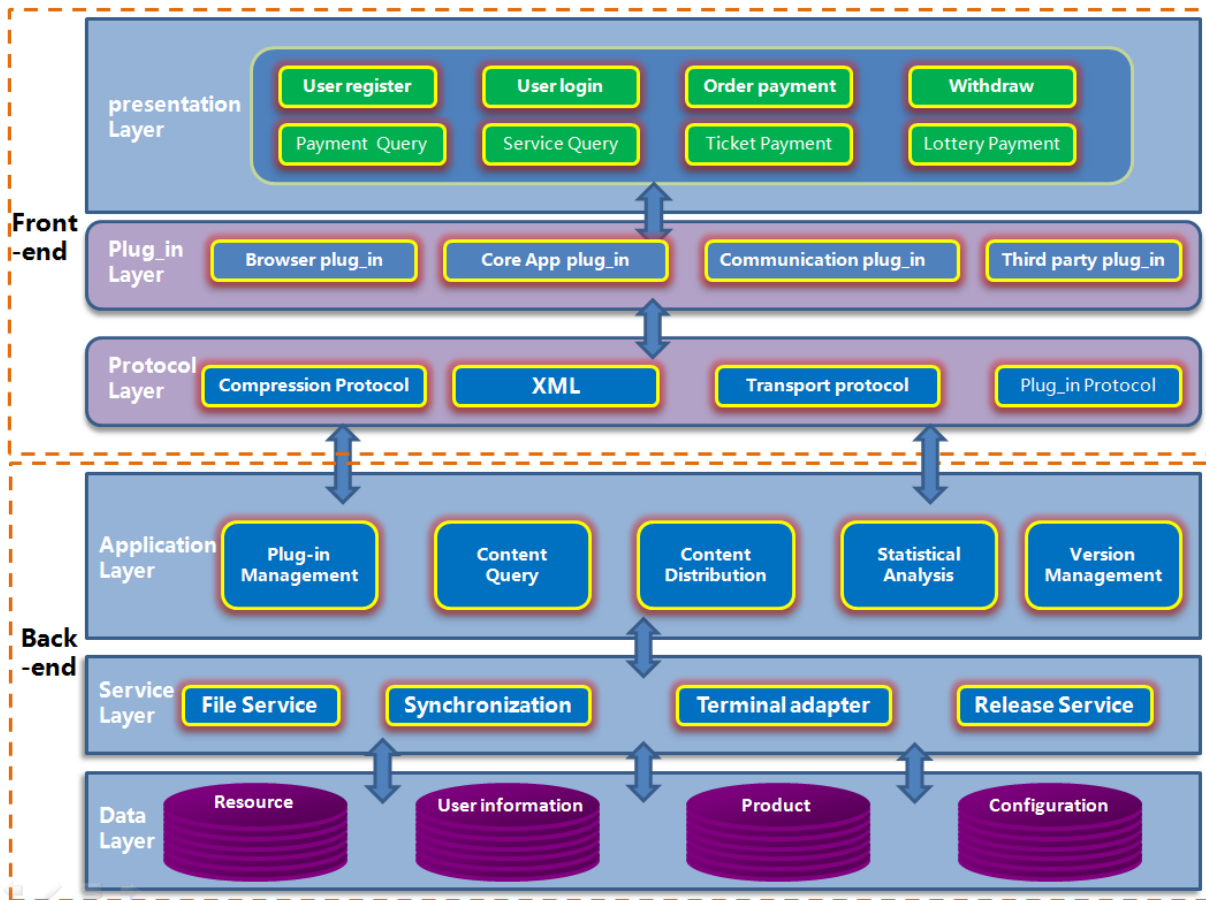 User register
User login
Order payment
Withdraw
presentation
Layer
Payment Query
Service Query
Ticket Payment
Lottery Payment
Front
-end
Plug_in
Layer
Browser plug_in
Core App plug_in
Communication plug_in
Third party plug_in
Protocol
Layer
Compression Protocol
XML
Transport protocol
Plug_in Protocol
Application
Layer
Plug-in
Management
Content
Query
Content
Distribution
Statistical
Analysis
Version
Management
Back
-end
Service
Layer
File Service
Synchronization
Terminal adapter
Release Service
Data
Layer
Resource
User information
Product
Configuration